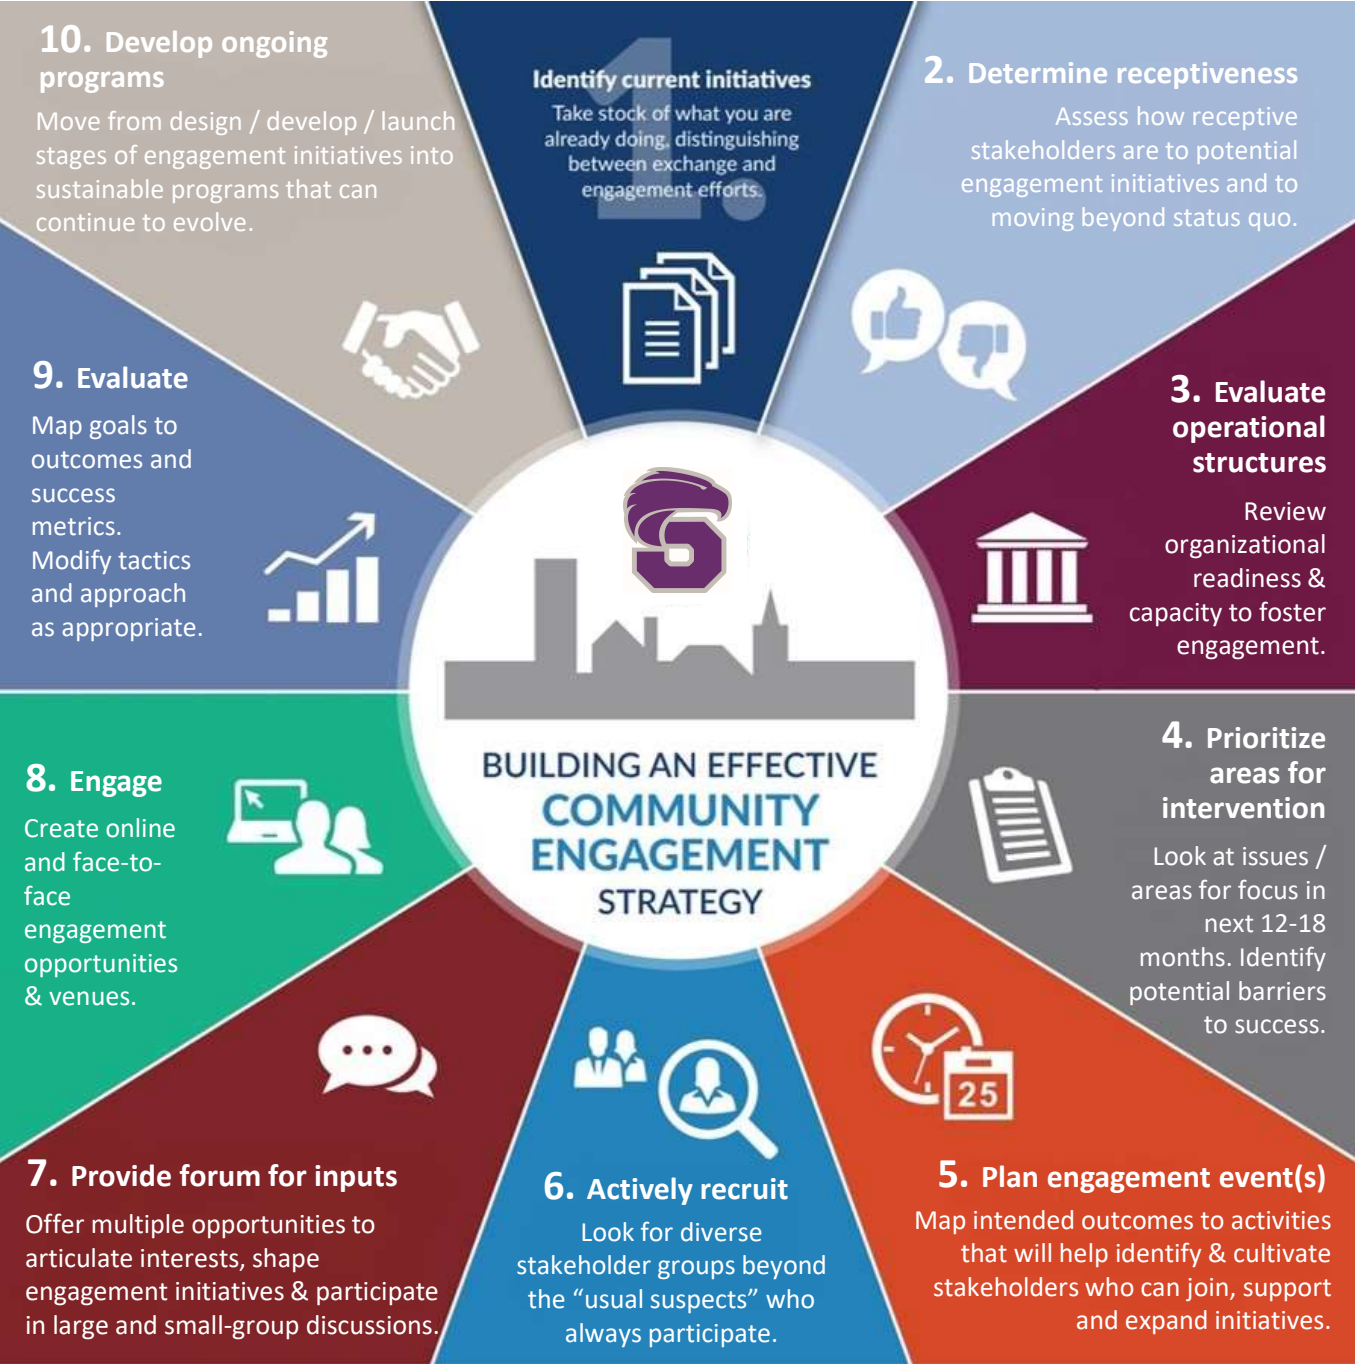 1.
Identify current initiatives
Take stock of what you are
already doing, distinguishing
between exchange and
engagement efforts.
2. Determine receptiveness
Assess how receptive
stakeholders are to potential
engagement initiatives and to
moving beyond status quo.
3. Evaluate
operational
structures
Review
organizational
readiness &
capacity to foster
engagement.
4. Prioritize
areas for
intervention
Look at issues /
areas for focus in
next 12-18
months. Identify
potential barriers
to success.
25
5. Plan engagement event(s)
Map intended outcomes to activities
that will help identify & cultivate
stakeholders who can join, support
and expand initiatives.
6. Actively recruit
Look for diverse
stakeholder groups beyond
the “usual suspects” who
always participate.
7. Provide forum for inputs
Offer multiple opportunities to
articulate interests, shape
engagement initiatives & participate
in large and small-group discussions.
8. Engage
Create online
and face-to-
face
engagement
opportunities
& venues.
9. Evaluate
Map goals to
outcomes and
success
metrics.
Modify tactics
and approach
as appropriate.
10. Develop ongoing
programs
Move from design / develop / launch
stages of engagement initiatives into
sustainable programs that can
continue to evolve.
S
BUILDING AN EFFECTIVE
COMMUNITY
ENGAGEMENT
STRATEGY